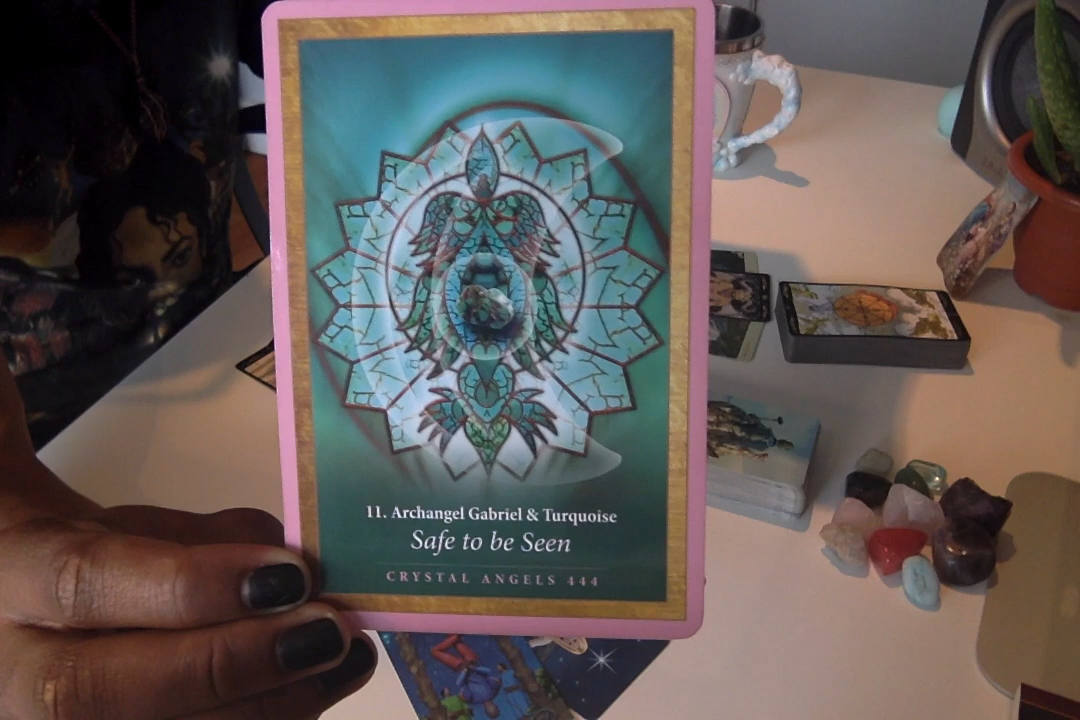 11. Archangel Gabriel & Turquoise
Safe to be Seen
CRYSTAL ANGELS 444